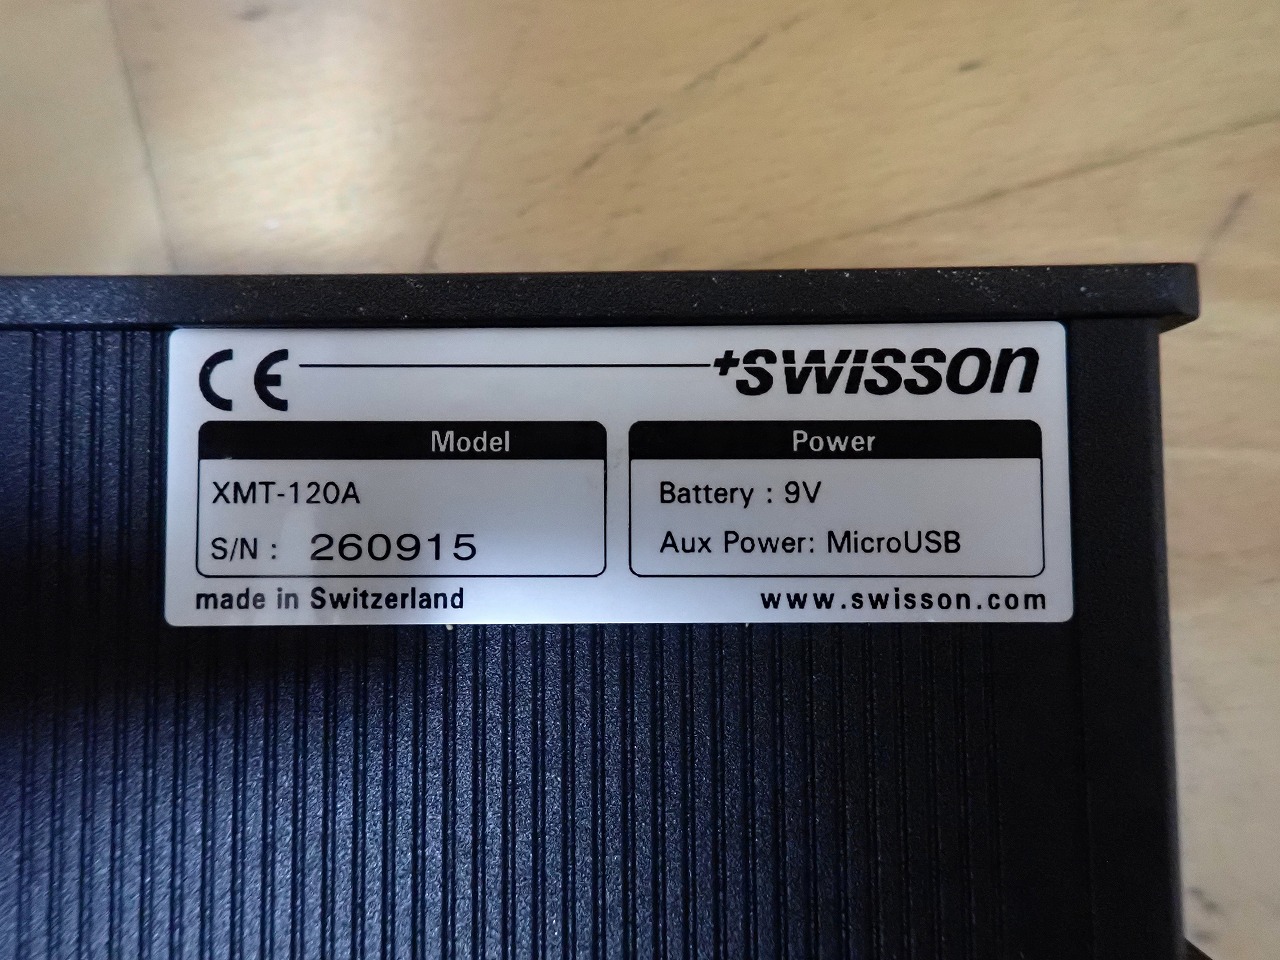 CE +swisson
Model
XMT-120A
S/N : 260915
Power
Battery : 9V
Aux Power: MicroUSB
made in Switzerland
www.swisson.com